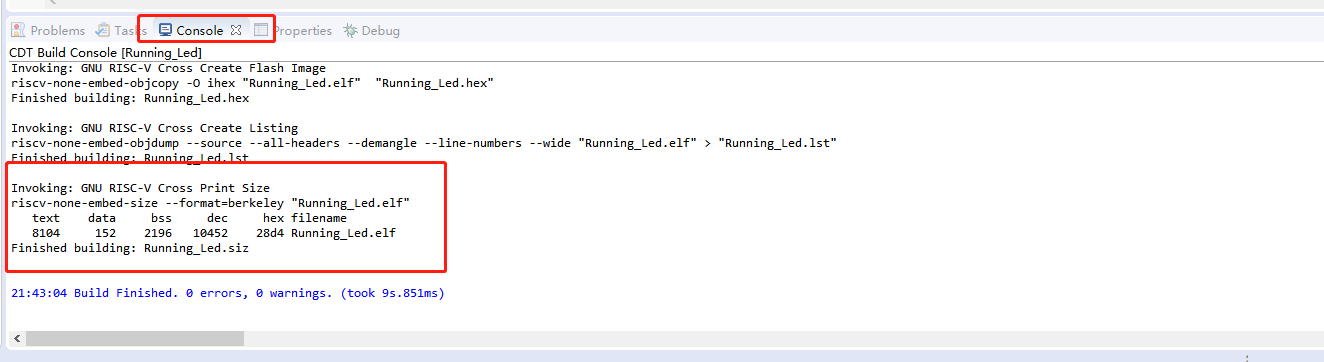 Problems Tasks Console Properties Debug
CDT Build Console [Running_Led]
Invoking: GNU RISC-V Cross Create Flash Image
riscv-none-embed-objcopy -O ihex "Running_Led.elf"  "Running_Led.hex"
Finished building: Running_Led.hex
Invoking: GNU RISC-V Cross Create Listing
riscv-none-embed-objdump --source --all-headers --demangle --line-numbers --wide "Running_Led.elf" > "Running_Led.lst"
Finished building: Running_Led.lst
Invoking: GNU RISC-V Cross Print Size
riscv-none-embed-size --format=berkeley "Running_Led.elf"
   text    data     bss     dec     hex filename
   8104     152    2196   10452    28d4 Running_Led.elf
Finished building: Running_Led.siz
21:43:04 Build Finished. 0 errors, 0 warnings. (took 9s.851ms)